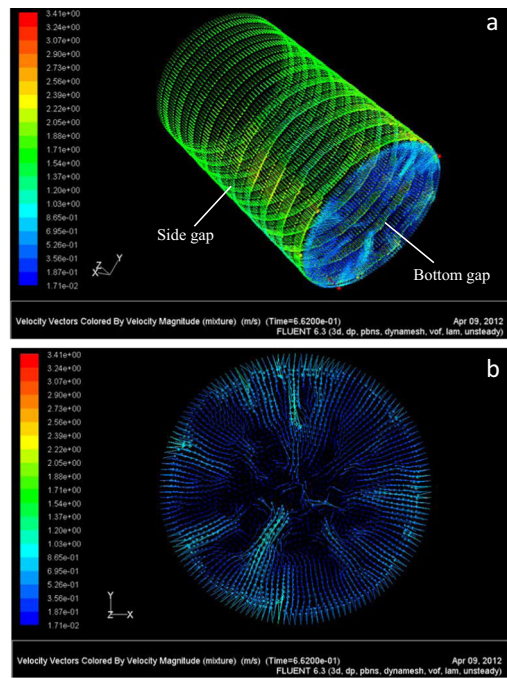 a
3.41e+00
3.24e+00
3.07e+00
2.90e+00
2.73e+00
2.56e+00
2.39e+00
2.22e+00
2.05e+00
1.88e+00
1.71e+00
1.54e+00
1.37e+00
1.20e+00
1.03e+00
8.65e-01
6.95e-01
5.26e-01
3.56e-01
1.87e-01
1.71e-02
Side gap
Bottom gap
Y
Z
X
Velocity Vectors Colored By Velocity Magnitude (mixture) (m/s) (Time=6.6200e-01)
Apr 09, 2012
FLUENT 6.3 (3d, dp, pbns, dynamesh, vof, lam, unsteady)
b
3.41e+00
3.24e+00
3.07e+00
2.90e+00
2.73e+00
2.56e+00
2.39e+00
2.22e+00
2.05e+00
1.88e+00
1.71e+00
1.54e+00
1.37e+00
1.20e+00
1.03e+00
8.65e-01
6.95e-01
5.26e-01
3.56e-01
1.87e-01
1.71e-02
Y
Z X
Velocity Vectors Colored By Velocity Magnitude (mixture) (m/s) (Time=6.6200e-01)
Apr 09, 2012
FLUENT 6.3 (3d, dp, pbns, dynamesh, vof, lam, unsteady)